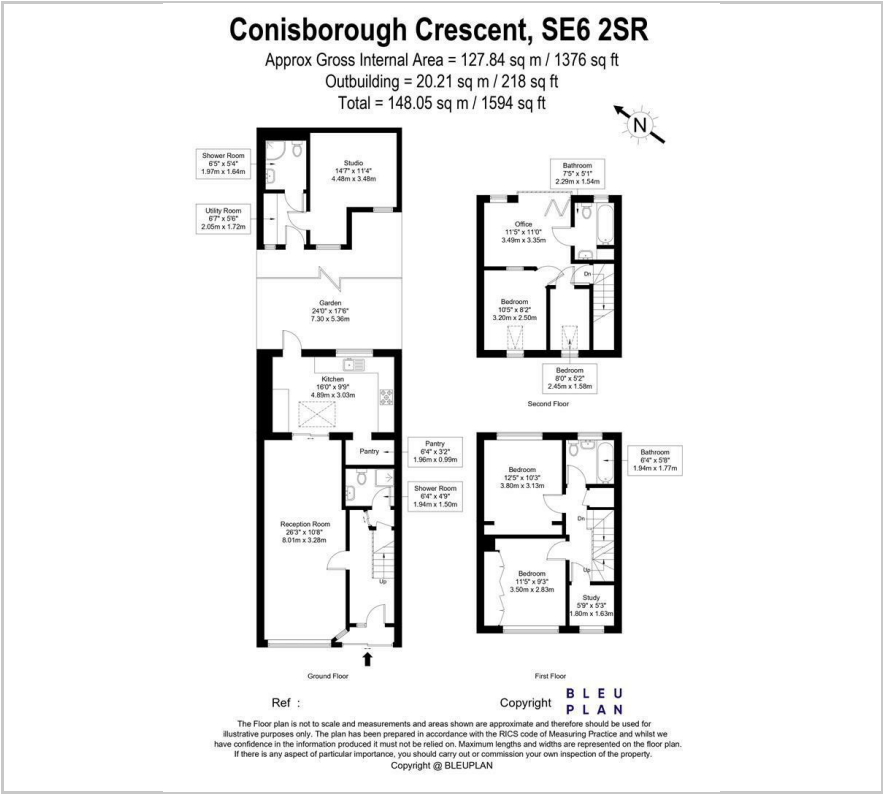 Conisborough Crescent, SE6 2SR
Approx Gross Internal Area = 127.84 sq m / 1376 sq ft
Outbuilding = 20.21 sq m / 218 sq ft
Total = 148.05 sq m / 1594 sq ft
N
Shower Room
6'5" x 5'4"
1.97m x 1.64m
Studio
14'7" x 11'4"
4.48m x 3.48m
Utility Room
6'7" x 5'6"
2.05m x 1.72m
Garden
24'0" x 17'6"
7.30 x 5.36m
Kitchen
16'0" x 9'9"
4.89m x 3.03m
Pantry
Pantry
6'4" x 3'2"
1.96m x 0.99m
Shower Room
6'4" x 4'9"
1.94m x 1.50m
Reception Room
26'3" x 10'8"
8.01m x 3.28m
Up
Ground Floor
Bathroom
7'5" x 5'1"
2.29m x 1.54m
Office
11'5" x 11'0"
3.49m x 3.35m
Dn
Bedroom
10'5" x 8'2"
3.20m x 2.50m
Bedroom
8'0" x 5'2"
2.45m x 1.58m
Second Floor
Bathroom
6'4" x 5'8"
1.94m x 1.77m
Bedroom
12'5" x 10'3"
3.80m x 3.13m
Dn
Up
Bedroom
11'5" x 9'3"
3.50m x 2.83m
Study
5'9" x 5'3"
1.80m x 1.63m
First Floor
Ref :
Copyright
BLEU
PLAN
The Floor plan is not to scale and measurements and areas shown are approximate and therefore should be used for
illustrative purposes only. The plan has been prepared in accordance with the RICS code of Measuring Practice and whilst we
have confidence in the information produced it must not be relied on. Maximum lengths and widths are represented on the floor plan.
If there is any aspect of particular importance, you should carry out or commission your own inspection of the property.
Copyright @ BLEUPLAN